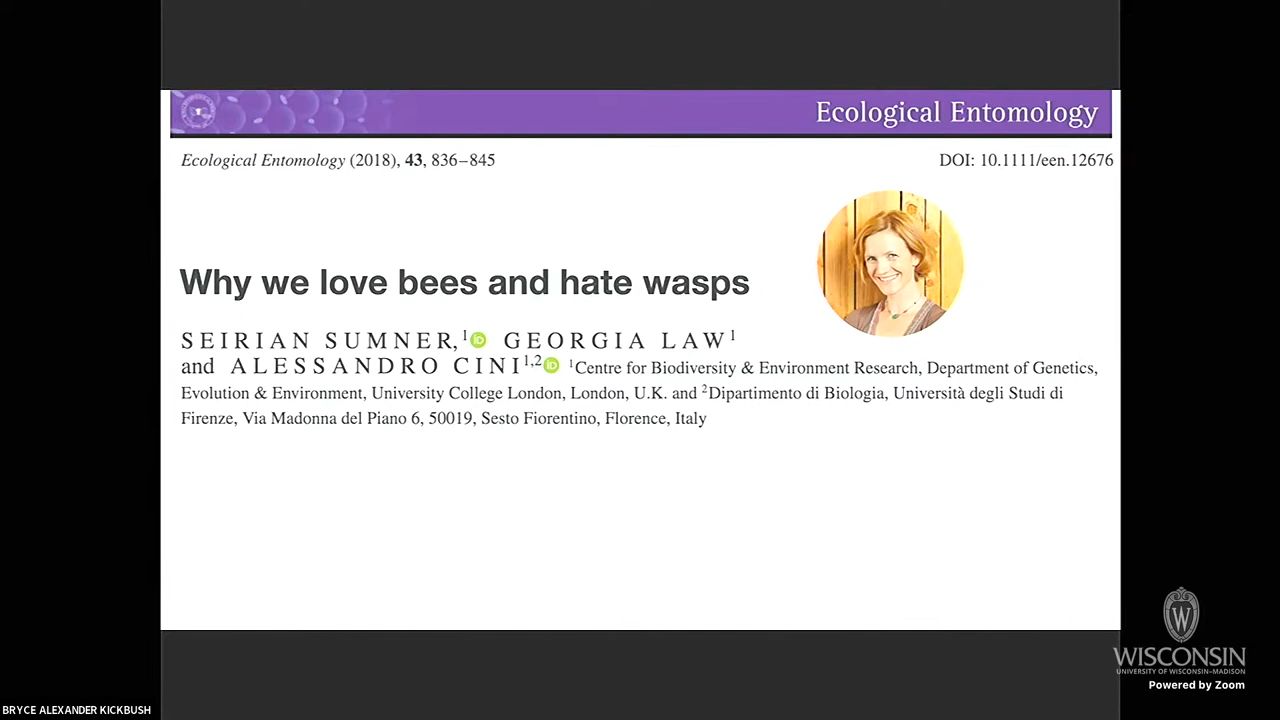 Ecological Entomology
Ecological Entomology (2018), 43, 836–845
DOI: 10.1111/een.12676
Why we love bees and hate wasps
SEIRIAN SUMNER,1 iD GEORGIA LAW1
and ALESSANDRO CINI1,2 iD 1Centre for Biodiversity & Environment Research, Department of Genetics,
Evolution & Environment, University College London, London, U.K. and 2Dipartimento di Biologia, Università degli Studi di
Firenze, Via Madonna del Piano 6, 50019, Sesto Fiorentino, Florence, Italy
W
WISCONSIN
UNIVERSITY OF WISCONSIN–MADISON
Powered by Zoom
BRYCE ALEXANDER KICKBUSH